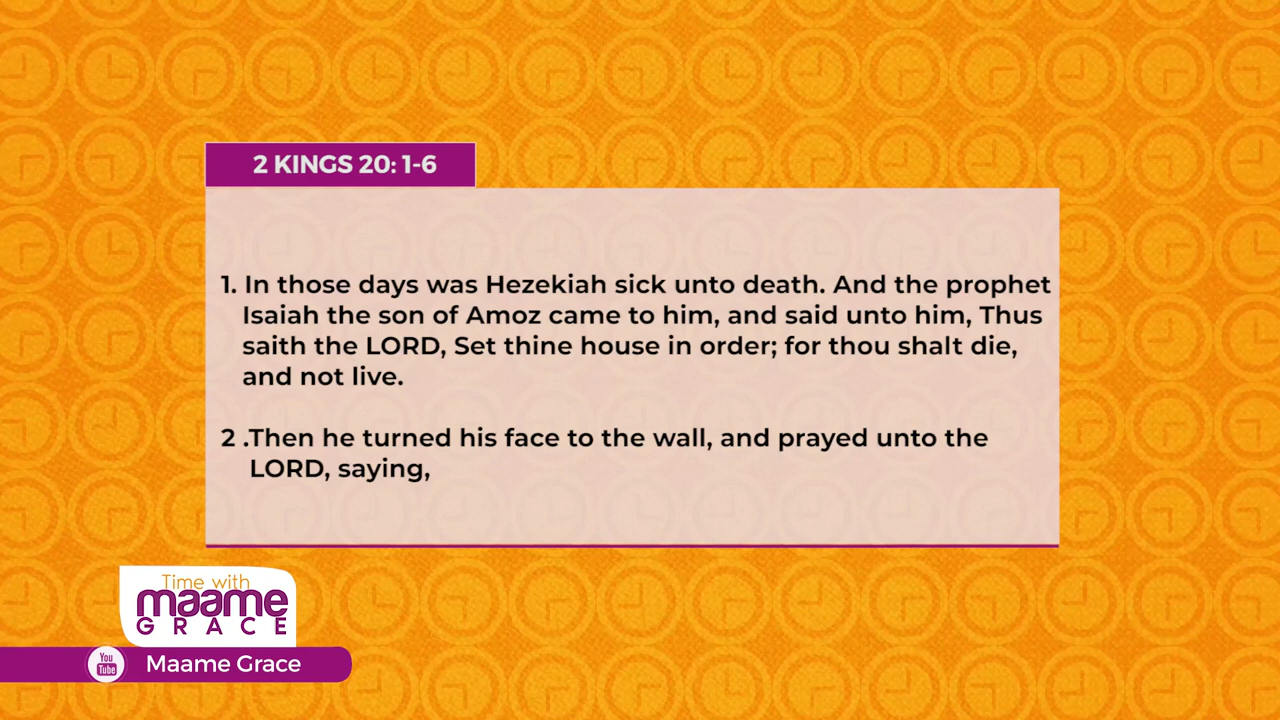 2 KINGS 20: 1-6
1. In those days was Hezekiah sick unto death. And the prophet
Isaiah the son of Amoz came to him, and said unto him, Thus
saith the LORD, Set thine house in order; for thou shalt die,
and not live.
2 .Then he turned his face to the wall, and prayed unto the
LORD, saying,
Time with
maame
GRACE
You
Tube
Maame Grace